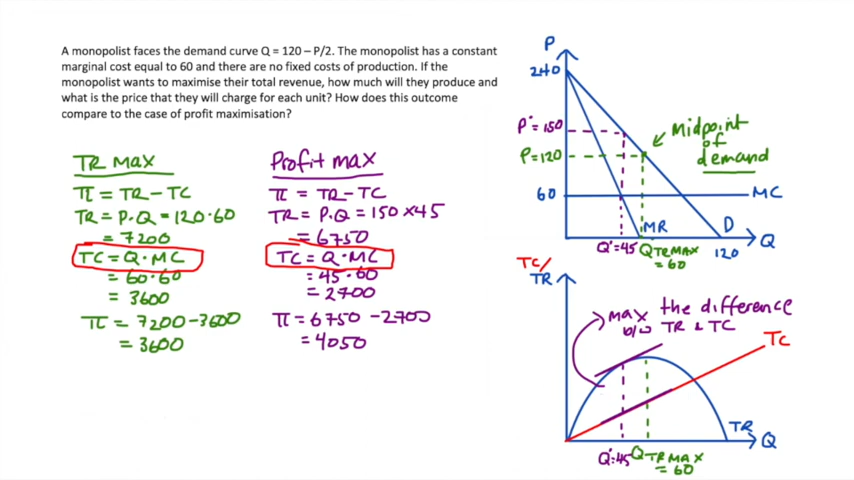 A monopolist faces the demand curve Q = 120 – P/2. The monopolist has a constant
marginal cost equal to 60 and there are no fixed costs of production. If the
monopolist wants to maximise their total revenue, how much will they produce and
what is the price that they will charge for each unit? How does this outcome
compare to the case of profit maximisation?
TR MAX
π = TR – TC
TR = P.Q = 120.60
= 7200
TC = Q.MC
= 60.60
= 3600
π = 7200 – 3600
= 3600
Profit max
π = TR – TC
TR = P.Q = 150 × 45
= 6750
TC = Q.MC
= 45.60
= 2700
π = 6750 – 2700
= 4050
P
240
P* = 150
P = 120
60
Midpoint
of
demand
MC
MR
D
Q* = 45
Q TR MAX
= 60
120
Q
TC/
TR
max the difference
b/w TR & TC
TC
TR
Q
Q* = 45
Q TR MAX
= 60